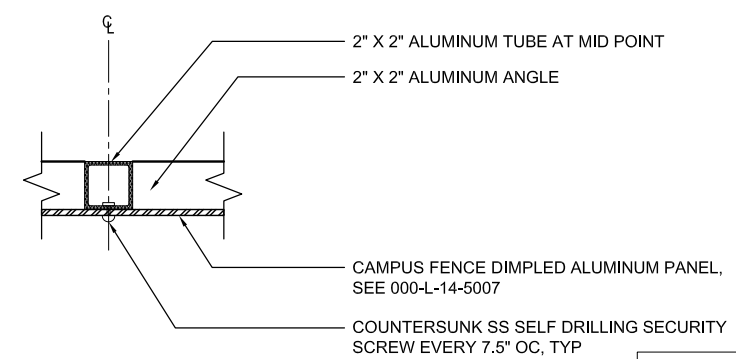 ℄
2" X 2" ALUMINUM TUBE AT MID POINT
2" X 2" ALUMINUM ANGLE
CAMPUS FENCE DIMPLED ALUMINUM PANEL,
SEE 000-L-14-5007
COUNTERSUNK SS SELF DRILLING SECURITY
SCREW EVERY 7.5" OC, TYP